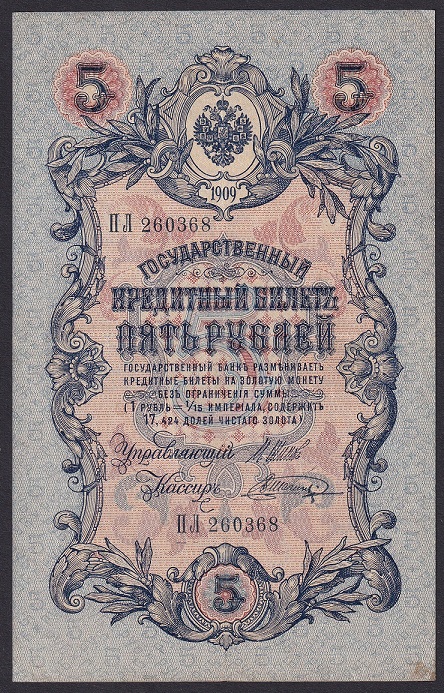 5 5
1909
ПЛ 260368
ГОСУДАРСТВЕННЫЙ
КРЕДИТНЫЙ БИЛЕТЪ
ПЯТЬ РУБЛЕЙ
ГОСУДАРСТВЕННЫЙ БАНКЪ РАЗМѢНИВАЕТЪ
КРЕДИТНЫЕ БИЛЕТЫ НА ЗОЛОТУЮ МОНЕТУ
БЕЗЪ ОГРАНИЧЕНІЯ СУММЫ
(1 РУБЛЬ = 1/15 ИМПЕРІАЛА, СОДЕРЖИТЪ
17,424 ДОЛЕЙ ЧИСТАГО ЗОЛОТА)
Управляющій
Кассиръ
ПЛ 260368
5